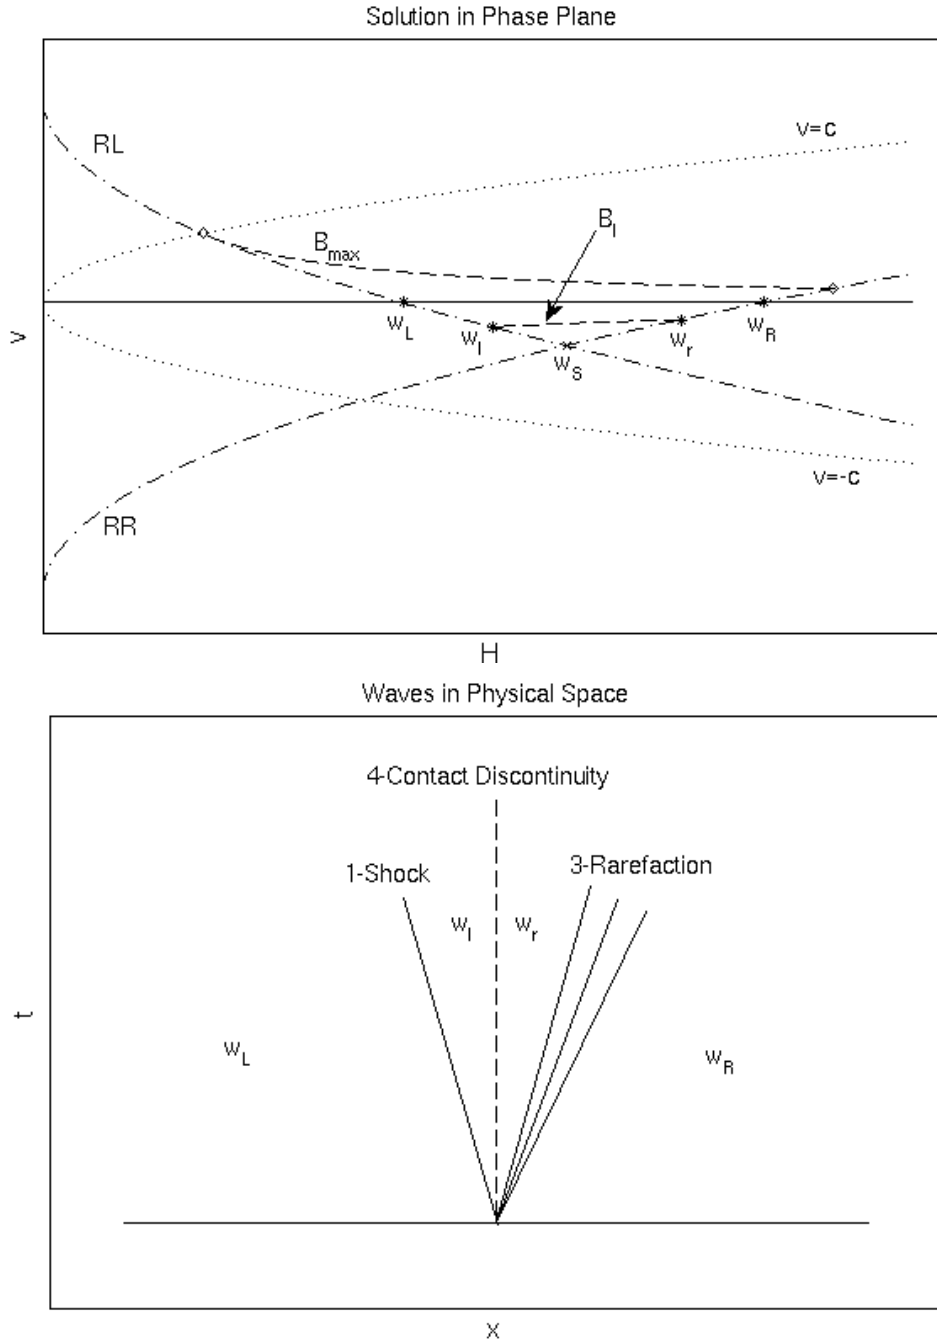 Solution in Phase Plane
RL
v=c
B_l
B_max
w_L
w_l
w_S
w_r
w_R
v
v=-c
RR
H
Waves in Physical Space
4-Contact Discontinuity
1-Shock
3-Rarefaction
w_l
w_r
t
w_L
w_R
x